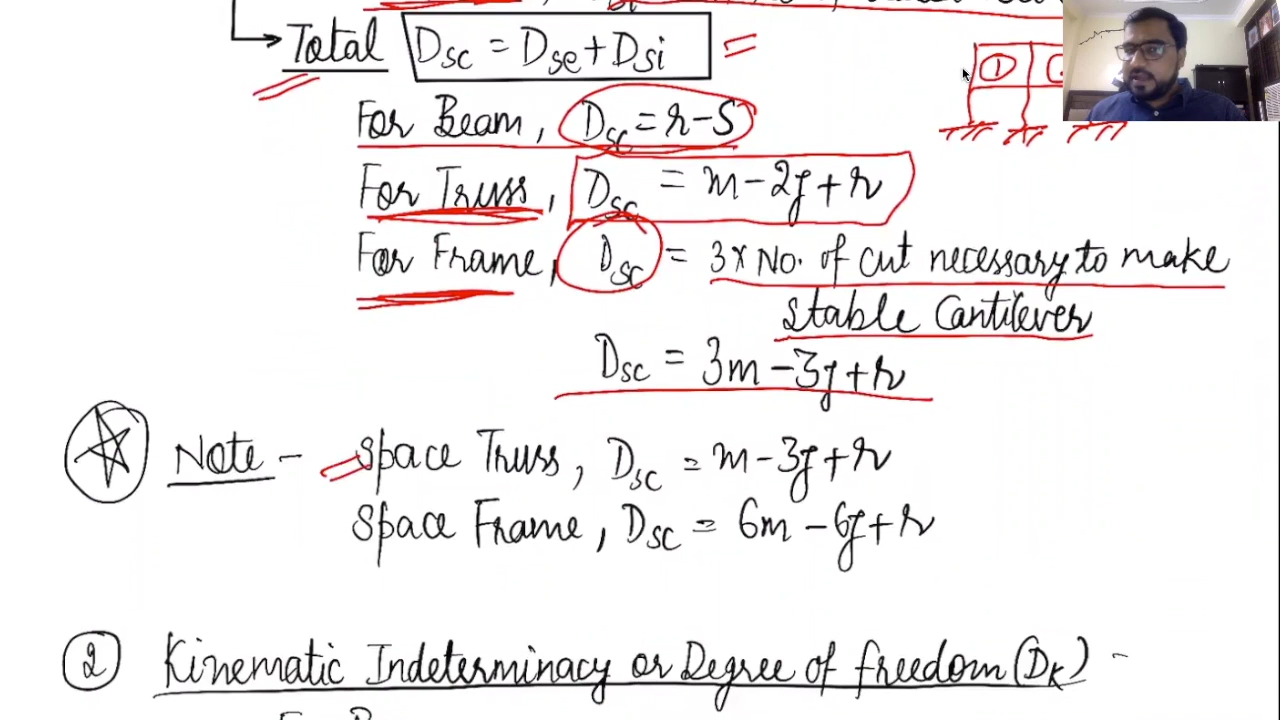 Total Dsc = Dse + Dsi
For Beam, Dsc = r - S
For Truss, Dsc = m - 2j + r
For Frame, Dsc = 3 x No. of cut necessary to make
stable Cantilever
Dsc = 3m - 3j + r
Note - Space Truss, Dsc = m - 3j + r
Space Frame, Dsc = 6m - 6j + r
2 Kinematic Indeterminacy or Degree of freedom (Dk) -
1